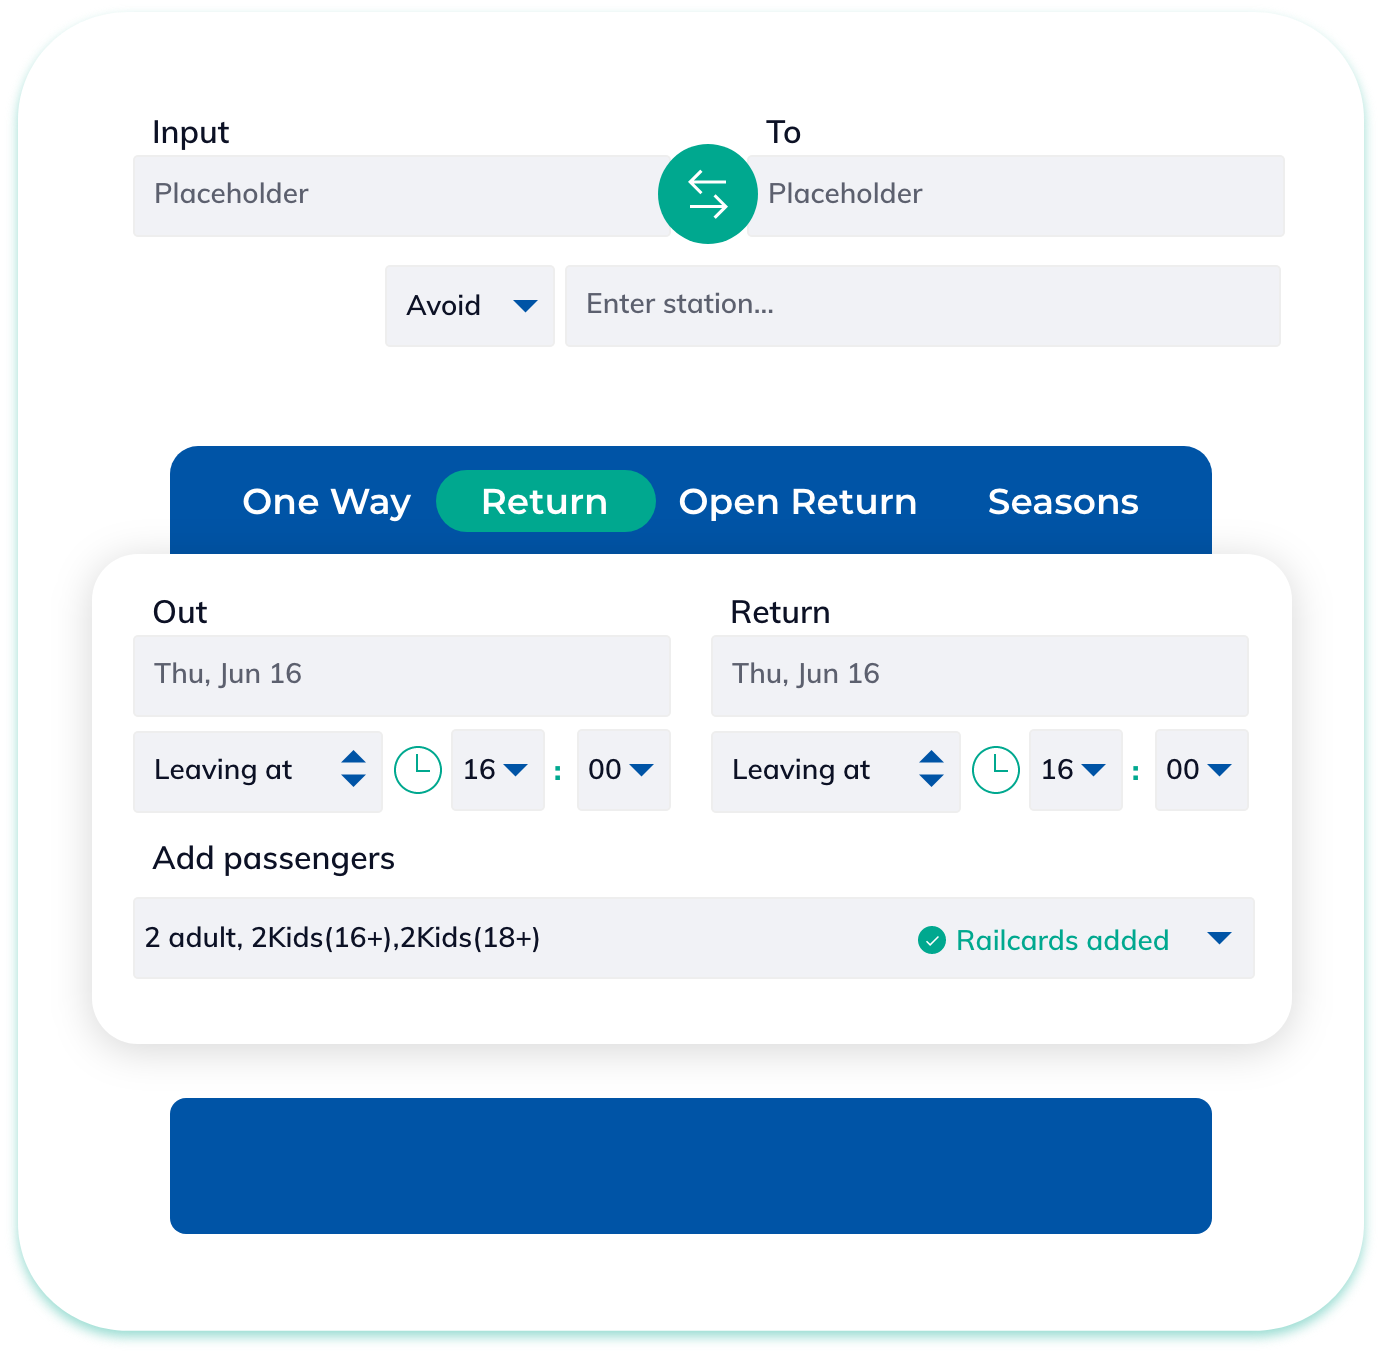 Input To
Placeholder Placeholder
Avoid Enter station...
One Way Return Open Return Seasons
Out Return
Thu, Jun 16 Thu, Jun 16
Leaving at 16 : 00 Leaving at 16 : 00
Add passengers
2 adult, 2Kids(16+),2Kids(18+) Railcards added